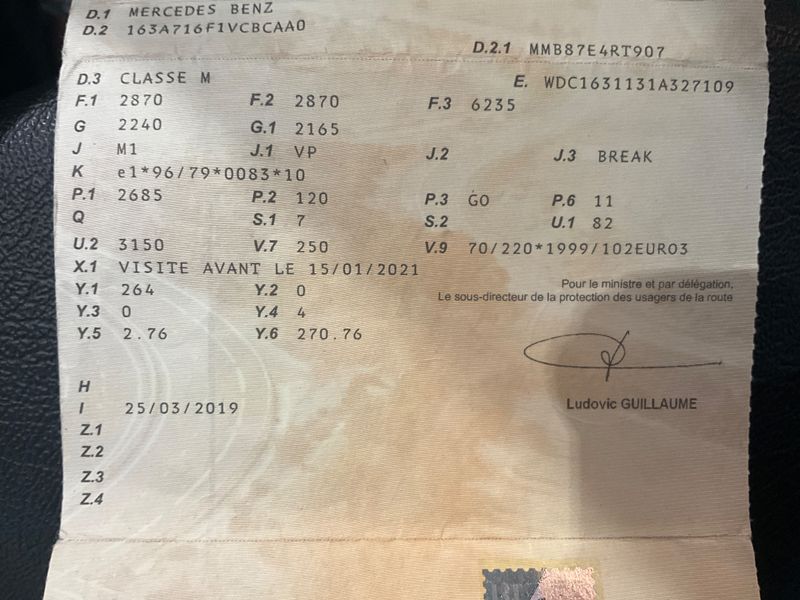 D.1 MERCEDES BENZ
D.2 163A716F1VCBCAA0
D.2.1 MMB87E4RT907
D.3 CLASSE M E. WDC1631131A327109
F.1 2870 F.2 2870 F.3 6235
G 2240 G.1 2165
J M1 J.1 VP J.2 J.3 BREAK
K e1*96/79*0083*10
P.1 2685 P.2 120 P.3 GO P.6 11
Q S.1 7 S.2 U.1 82
U.2 3150 V.7 250 V.9 70/220*1999/102EURO3
X.1 VISITE AVANT LE 15/01/2021
Y.1 264 Y.2 0
Pour le ministre et par délégation,
Le sous-directeur de la protection des usagers de la route
Y.3 0 Y.4 4
Y.5 2.76 Y.6 270.76
H
I 25/03/2019
Ludovic GUILLAUME
Z.1
Z.2
Z.3
Z.4